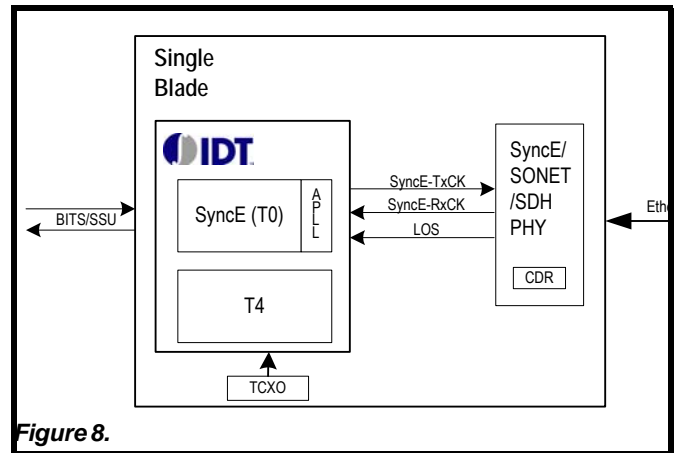 Single
Blade
IDT
SyncE (T0)
APLL
T4
TCXO
BITS/SSU
SyncE-TxCK
SyncE-RxCK
LOS
SyncE/
SONET
/SDH
PHY
CDR
Figure 8.